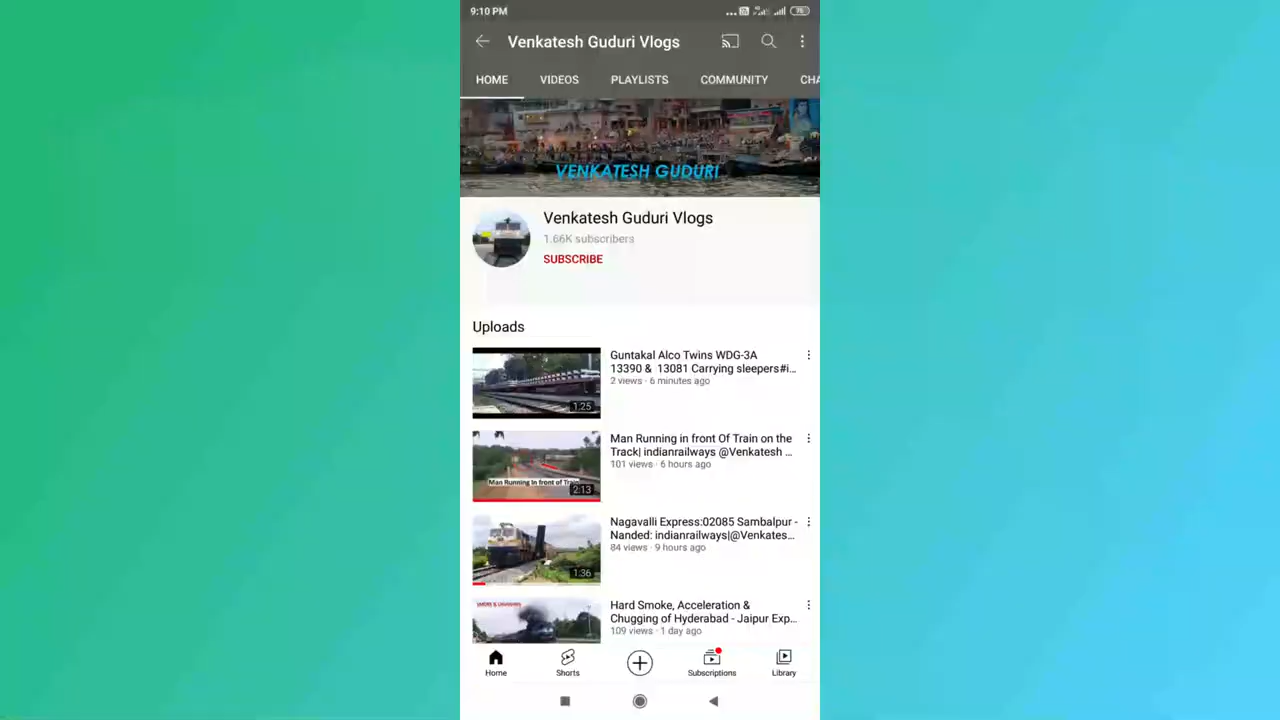 9:10 PM
76
Venkatesh Guduri Vlogs
HOME VIDEOS PLAYLISTS COMMUNITY CHA
VENKATESH GUDURI
Venkatesh Guduri Vlogs
1.66K subscribers
SUBSCRIBE
Uploads
Guntakal Alco Twins WDG-3A
13390 & 13081 Carrying sleepers#i...
2 views · 6 minutes ago
1:25
Man Running in front Of Train on the
Track| indianrailways @Venkatesh ...
101 views · 6 hours ago
Man Running In front of Train
2:13
Nagavalli Express:02085 Sambalpur -
Nanded: indianrailways|@Venkates...
84 views · 9 hours ago
1:36
Hard Smoke, Acceleration &
Chugging of Hyderabad - Jaipur Exp...
109 views · 1 day ago
Home Shorts Subscriptions Library